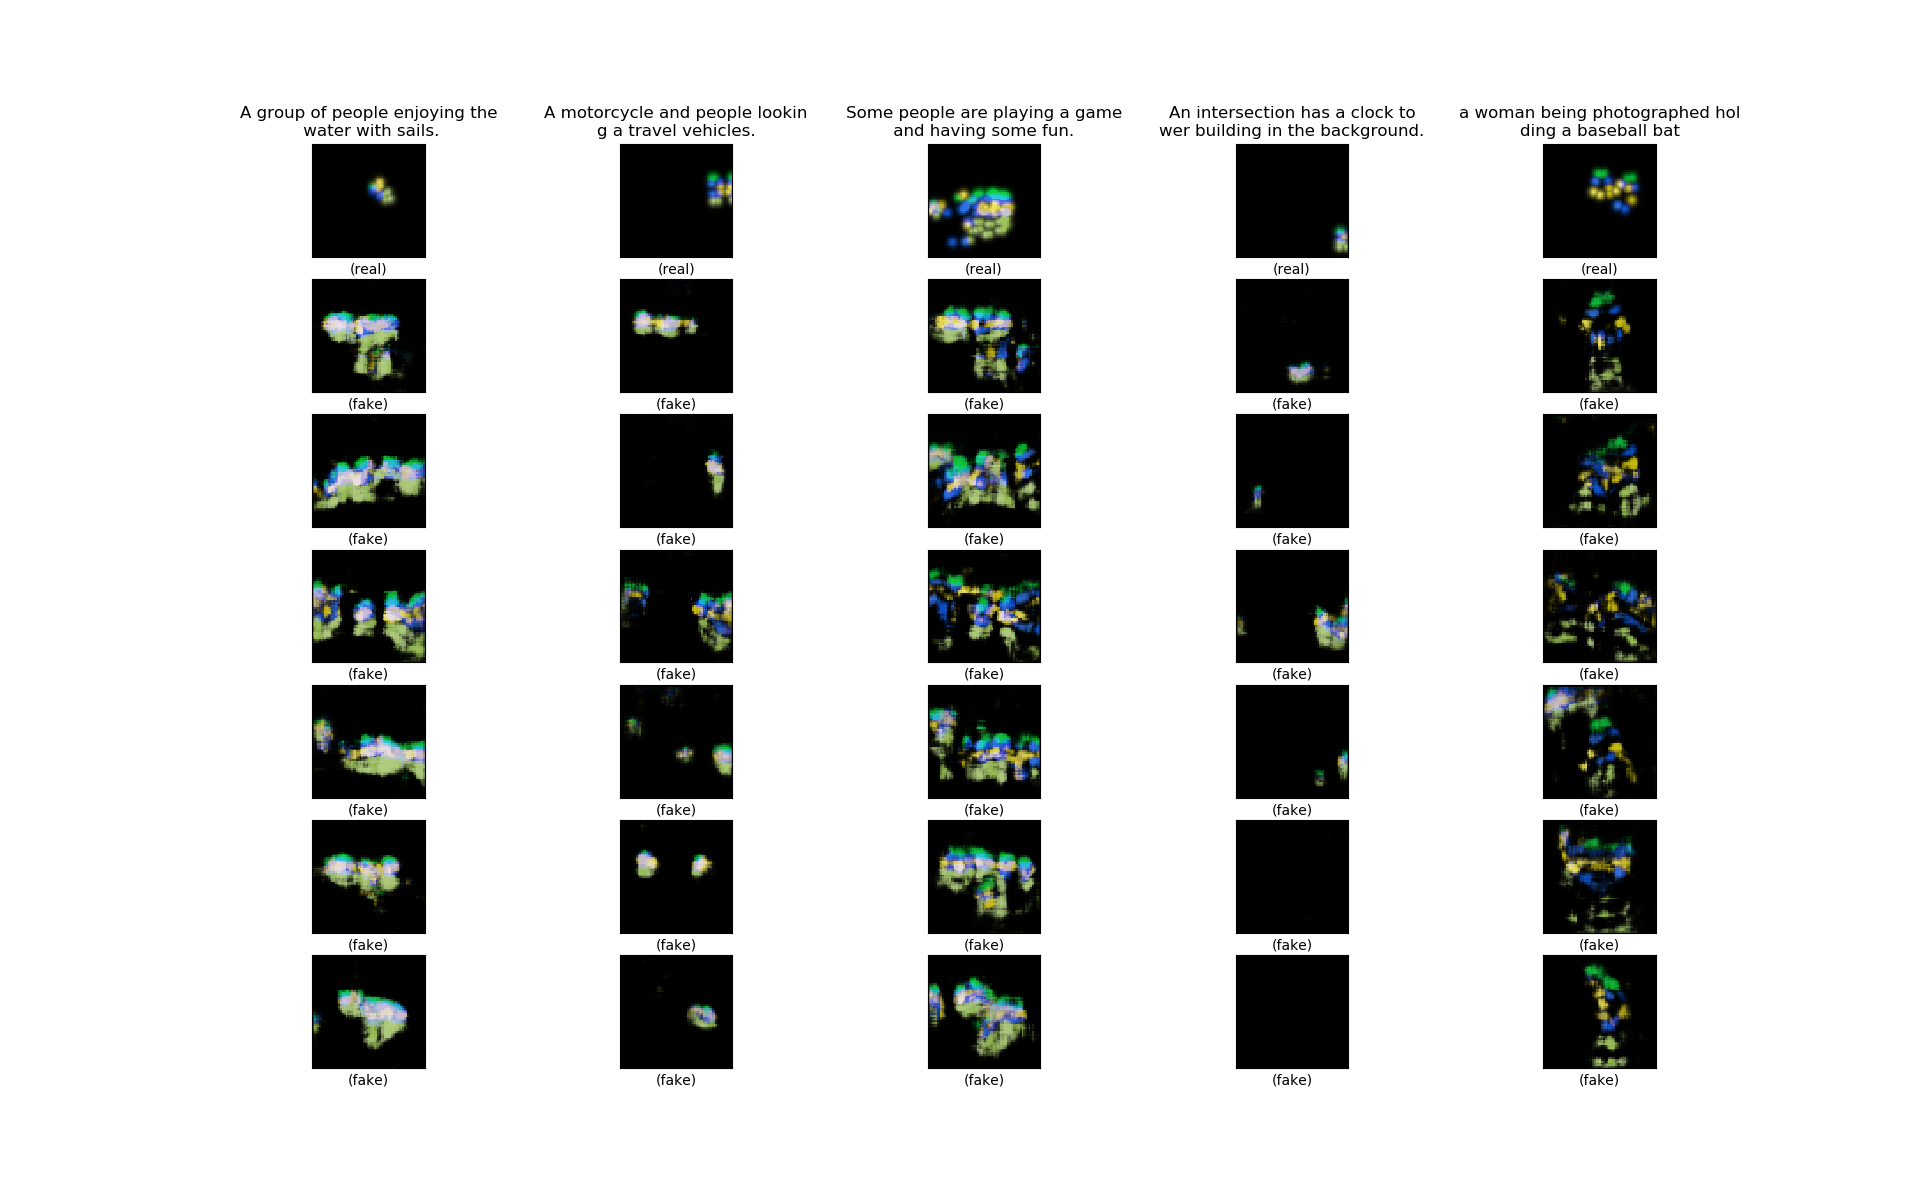 A group of people enjoying the
water with sails.
A motorcycle and people lookin
g a travel vehicles.
Some people are playing a game
and having some fun.
An intersection has a clock to
wer building in the background.
a woman being photographed hol
ding a baseball bat
(real) (real) (real) (real) (real)
(fake) (fake) (fake) (fake) (fake)
(fake) (fake) (fake) (fake) (fake)
(fake) (fake) (fake) (fake) (fake)
(fake) (fake) (fake) (fake) (fake)
(fake) (fake) (fake) (fake) (fake)
(fake) (fake) (fake) (fake) (fake)